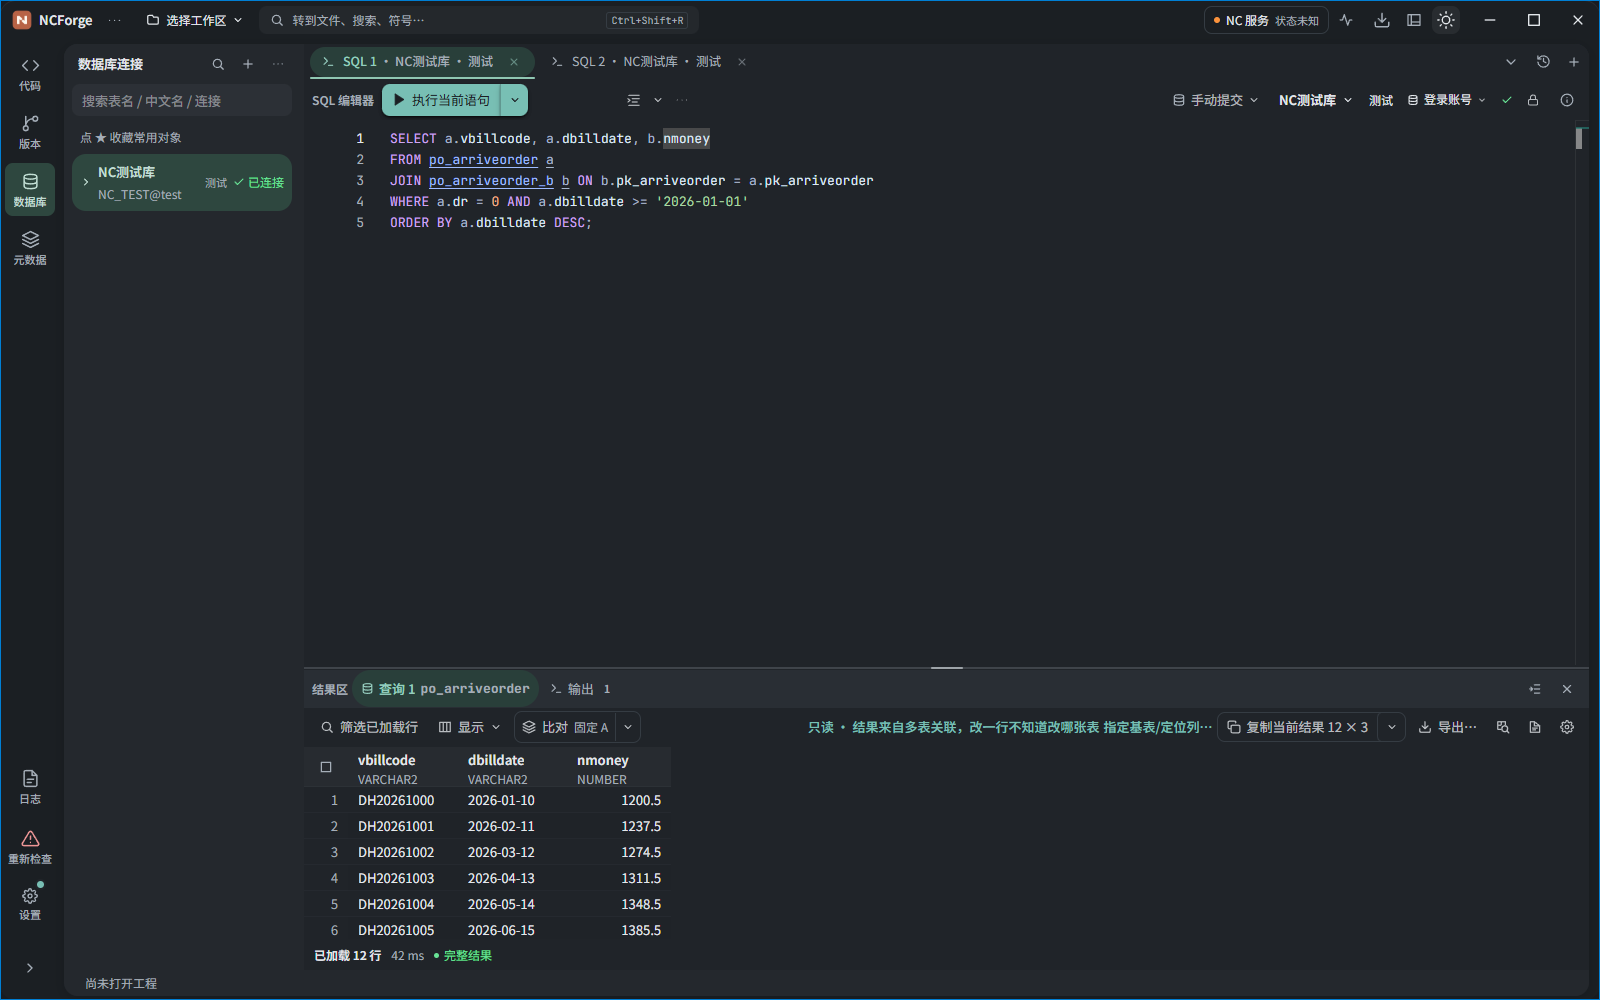 NCForge ··· 选择工作区 转到文件、搜索、符号··· Ctrl+Shift+R NC 服务 状态未知
代码
版本
数据库
元数据
日志
重新检查
设置
数据库连接 ···
搜索表名 / 中文名 / 连接
点 ★ 收藏常用对象
NC测试库
NC_TEST@test
测试 ✓ 已连接
尚未打开工程
SQL 1 • NC测试库 • 测试 ×
SQL 2 • NC测试库 • 测试 ×
SQL 编辑器 执行当前语句 ··· 手动提交 NC测试库 测试 登录账号
1 SELECT a.vbillcode, a.dbilldate, b.nmoney
2 FROM po_arriveorder a
3 JOIN po_arriveorder_b b ON b.pk_arriveorder = a.pk_arriveorder
4 WHERE a.dr = 0 AND a.dbilldate >= '2026-01-01'
5 ORDER BY a.dbilldate DESC;
结果区 查询 1 po_arriveorder 输出 1
筛选已加载行 显示 比对 固定 A 只读 • 结果来自多表关联，改一行不知道改哪张表 指定基表/定位列··· 复制当前结果 12 × 3 导出···
vbillcode dbilldate nmoney
VARCHAR2 VARCHAR2 NUMBER
1 DH20261000 2026-01-10 1200.5
2 DH20261001 2026-02-11 1237.5
3 DH20261002 2026-03-12 1274.5
4 DH20261003 2026-04-13 1311.5
5 DH20261004 2026-05-14 1348.5
6 DH20261005 2026-06-15 1385.5
已加载 12 行 42 ms • 完整结果